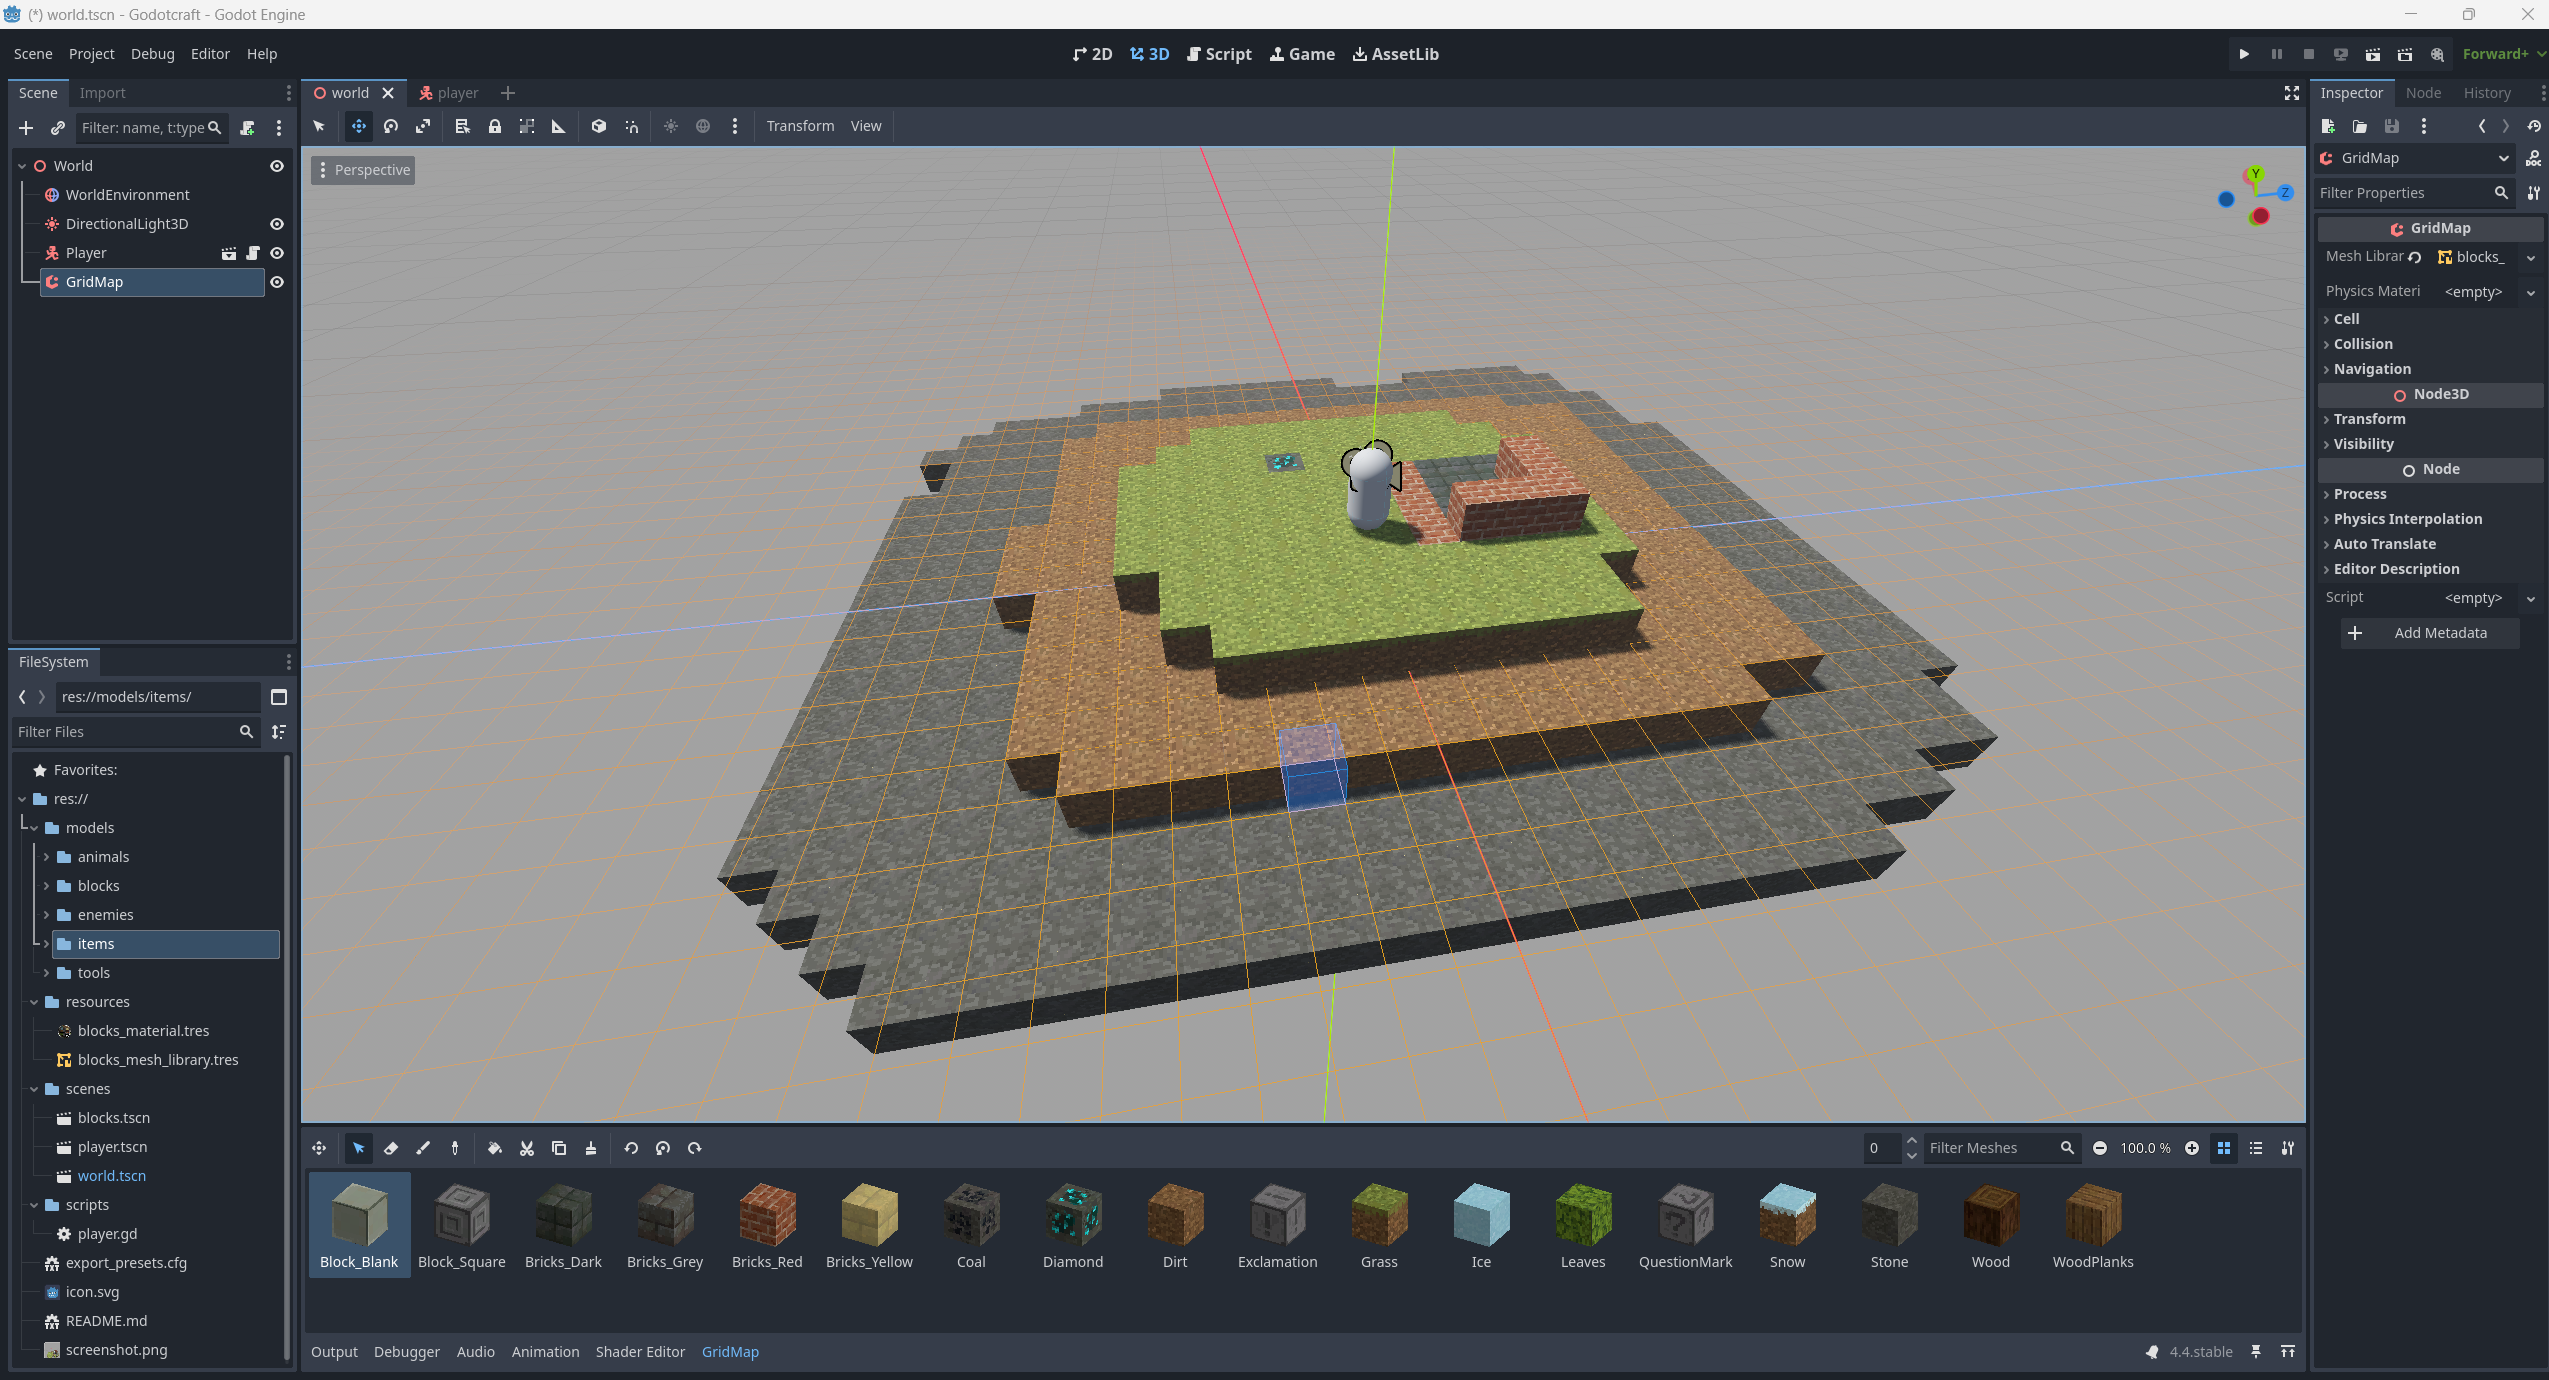 (*) world.tscn - Godotcraft - Godot Engine
Scene Project Debug Editor Help
2D 3D Script Game AssetLib
Forward+
Scene Import
Filter: name, t:type
World
WorldEnvironment
DirectionalLight3D
Player
GridMap
FileSystem
res://models/items/
Filter Files
Favorites:
res://
models
animals
blocks
enemies
items
tools
resources
blocks_material.tres
blocks_mesh_library.tres
scenes
blocks.tscn
player.tscn
world.tscn
scripts
player.gd
export_presets.cfg
icon.svg
README.md
screenshot.png
world player
Transform View
Perspective
Y
Z
0 Filter Meshes 100.0 %
Block_Blank Block_Square Bricks_Dark Bricks_Grey Bricks_Red Bricks_Yellow Coal Diamond Dirt Exclamation Grass Ice Leaves QuestionMark Snow Stone Wood WoodPlanks
Output Debugger Audio Animation Shader Editor GridMap
4.4.stable
Inspector Node History
GridMap
Filter Properties
GridMap
Mesh Librar blocks_
Physics Materi <empty>
Cell
Collision
Navigation
Node3D
Transform
Visibility
Node
Process
Physics Interpolation
Auto Translate
Editor Description
Script <empty>
Add Metadata